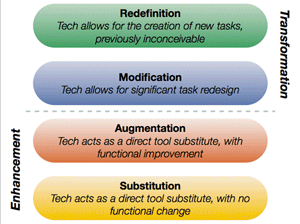 Redefinition
Tech allows for the creation of new tasks,
previously inconceivable
Transformation
Modification
Tech allows for significant task redesign
Enhancement
Augmentation
Tech acts as a direct tool substitute, with
functional improvement
Substitution
Tech acts as a direct tool substitute, with no
functional change